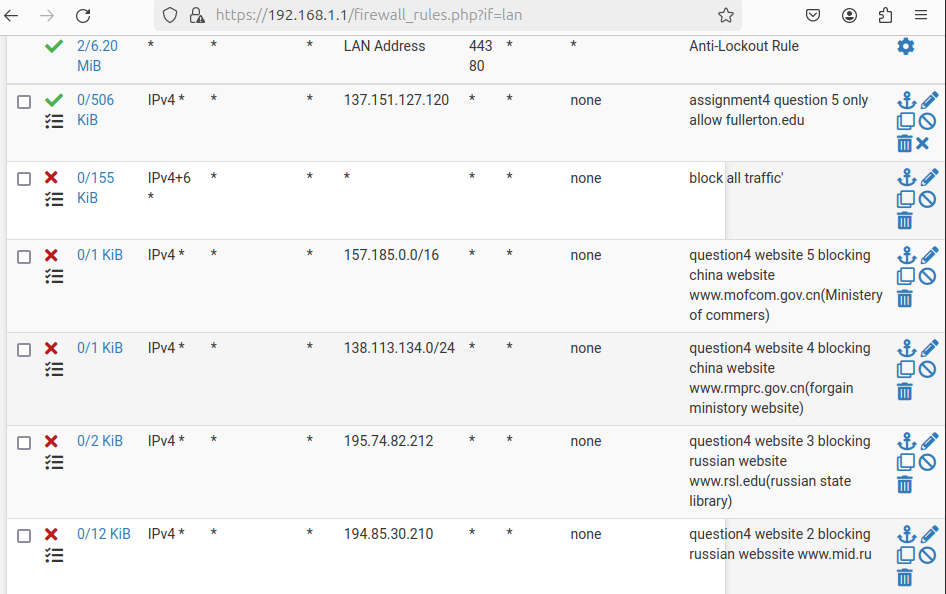 https://192.168.1.1/firewall_rules.php?if=lan
2/6.20 * * * LAN Address 443 * * Anti-Lockout Rule
MiB 80
0/506 IPv4 * * * 137.151.127.120 * * none assignment4 question 5 only
KiB allow fullerton.edu
0/155 IPv4+6 * * * * * none block all traffic'
KiB *
0/1 KiB IPv4 * * * 157.185.0.0/16 * * none question4 website 5 blocking
china website
www.mofcom.gov.cn(Ministery
of commers)
0/1 KiB IPv4 * * * 138.113.134.0/24 * * none question4 website 4 blocking
china website
www.rmprc.gov.cn(forgain
ministory website)
0/2 KiB IPv4 * * * 195.74.82.212 * * none question4 website 3 blocking
russian website
www.rsl.edu(russian state
library)
0/12 KiB IPv4 * * * 194.85.30.210 * * none question4 website 2 blocking
russian webssite www.mid.ru